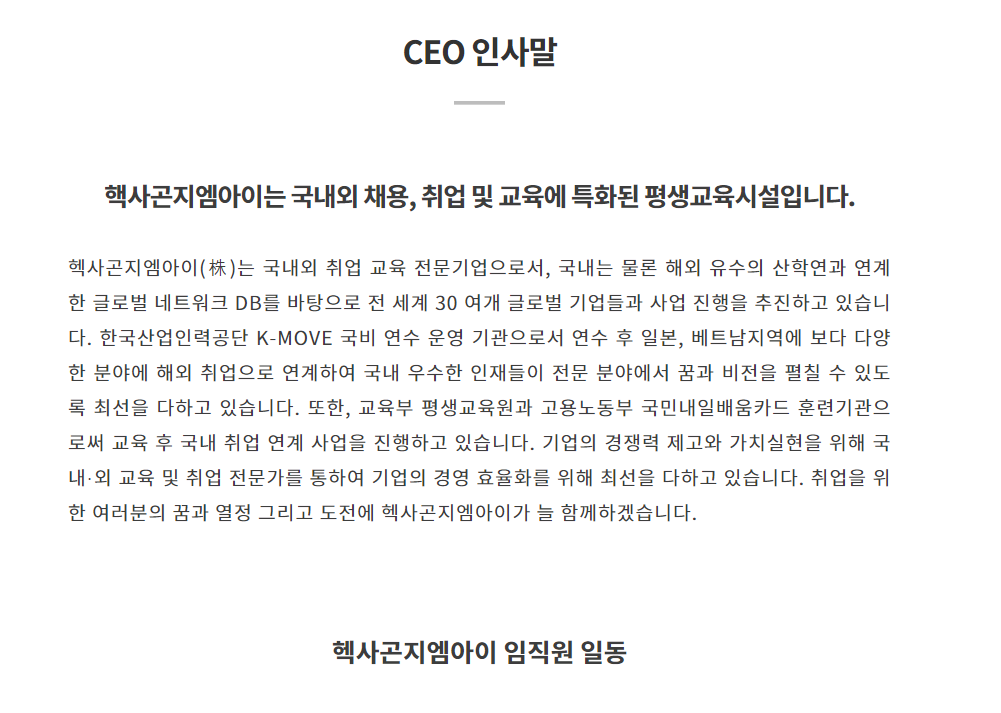 CEO 인사말
핵사곤지엠아이는 국내외 채용, 취업 및 교육에 특화된 평생교육시설입니다.
헥사곤지엠아이(株)는 국내외 취업 교육 전문기업으로서, 국내는 물론 해외 유수의 산학연과 연계
한 글로벌 네트워크 DB를 바탕으로 전 세계 30 여개 글로벌 기업들과 사업 진행을 추진하고 있습니
다. 한국산업인력공단 K-MOVE 국비 연수 운영 기관으로서 연수 후 일본, 베트남지역에 보다 다양
한 분야에 해외 취업으로 연계하여 국내 우수한 인재들이 전문 분야에서 꿈과 비전을 펼칠 수 있도
록 최선을 다하고 있습니다. 또한, 교육부 평생교육원과 고용노동부 국민내일배움카드 훈련기관으
로써 교육 후 국내 취업 연계 사업을 진행하고 있습니다. 기업의 경쟁력 제고와 가치실현을 위해 국
내·외 교육 및 취업 전문가를 통하여 기업의 경영 효율화를 위해 최선을 다하고 있습니다. 취업을 위
한 여러분의 꿈과 열정 그리고 도전에 헥사곤지엠아이가 늘 함께하겠습니다.
헥사곤지엠아이 임직원 일동